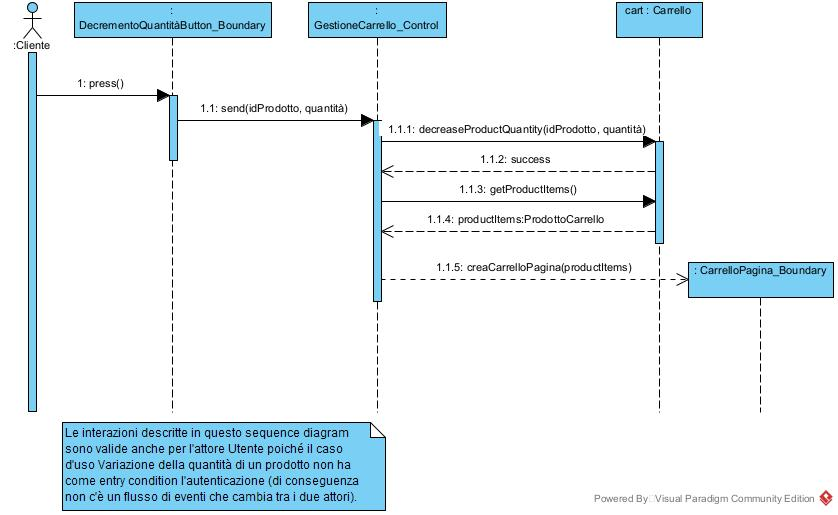 :
DecrementoQuantitàButton_Boundary
:
GestioneCarrello_Control
cart : Carrello
:Cliente
1: press()
1.1: send(idProdotto, quantità)
1.1.1: decreaseProductQuantity(idProdotto, quantità)
1.1.2: success
1.1.3: getProductItems()
1.1.4: productItems:ProdottoCarrello
1.1.5: creaCarrelloPagina(productItems)
: CarrelloPagina_Boundary
Le interazioni descritte in questo sequence diagram
sono valide anche per l'attore Utente poiché il caso
d'uso Variazione della quantità di un prodotto non ha
come entry condition l'autenticazione (di conseguenza
non c'è un flusso di eventi che cambia tra i due attori).
Powered By Visual Paradigm Community Edition